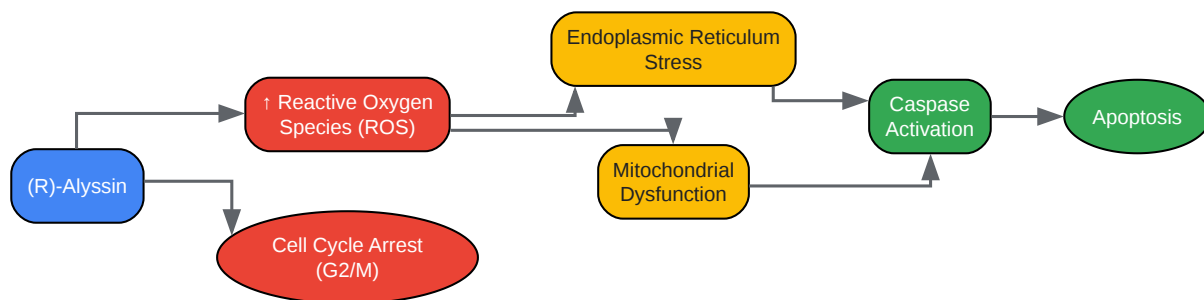 (R)-Alyssin
↑ Reactive Oxygen
Species (ROS)
Cell Cycle Arrest
(G2/M)
Endoplasmic Reticulum
Stress
Mitochondrial
Dysfunction
Caspase
Activation
Apoptosis